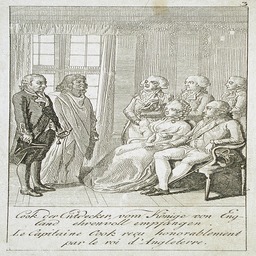 3.
Cook der Entdecker, vom Könige von Eng-
land ehrenvoll empfangen.
Le Capitaine Cook reçu honorablement
par le roi d'Angleterre.